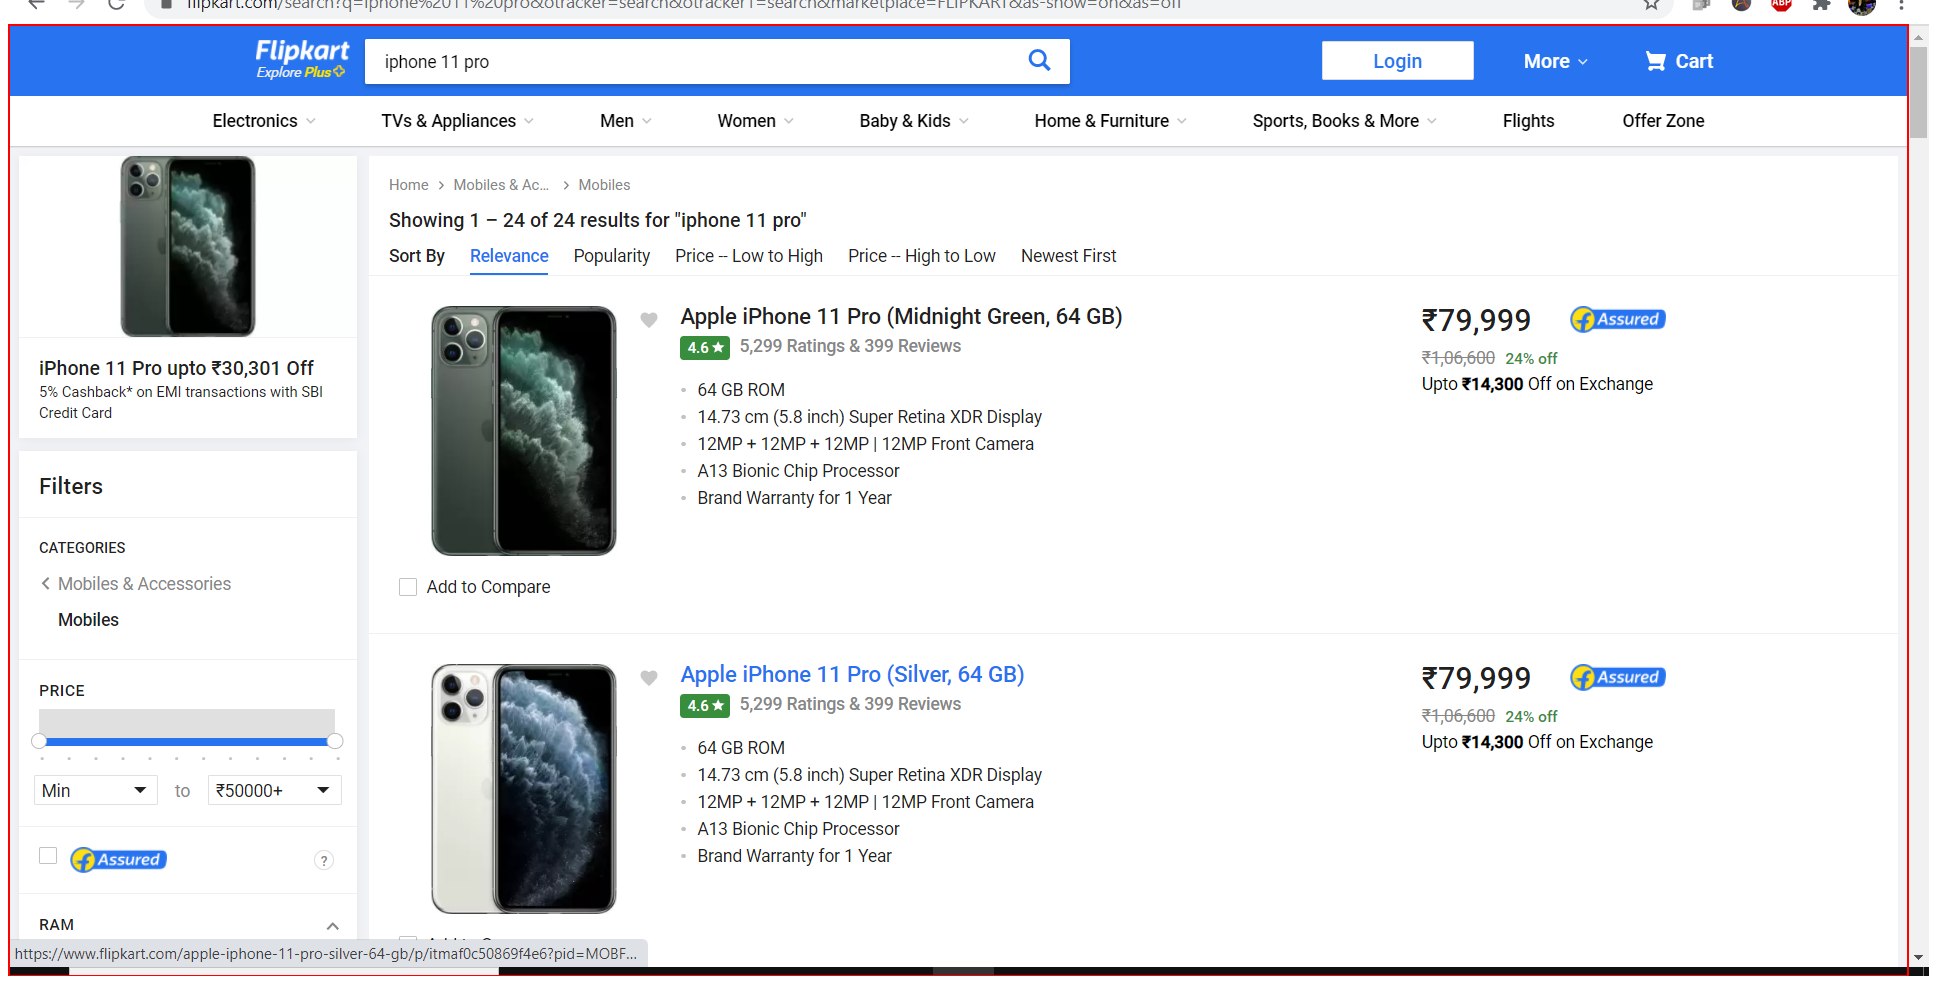 flipkart.com/search?q=iphone%2011%20pro&otracker=search&otracker1=search&marketplace=FLIPKART&as-show=on&as=off
ABP
Flipkart
Explore Plus
iphone 11 pro
Login
More
Cart
Electronics
TVs & Appliances
Men
Women
Baby & Kids
Home & Furniture
Sports, Books & More
Flights
Offer Zone
iPhone 11 Pro upto ₹30,301 Off
5% Cashback* on EMI transactions with SBI
Credit Card
Filters
CATEGORIES
Mobiles & Accessories
Mobiles
PRICE
Min
to
₹50000+
f Assured
?
RAM
Home > Mobiles & Ac... > Mobiles
Showing 1 – 24 of 24 results for "iphone 11 pro"
Sort By Relevance Popularity Price -- Low to High Price -- High to Low Newest First
Apple iPhone 11 Pro (Midnight Green, 64 GB)
4.6★ 5,299 Ratings & 399 Reviews
64 GB ROM
14.73 cm (5.8 inch) Super Retina XDR Display
12MP + 12MP + 12MP | 12MP Front Camera
A13 Bionic Chip Processor
Brand Warranty for 1 Year
₹79,999
f Assured
₹1,06,600 24% off
Upto ₹14,300 Off on Exchange
Add to Compare
Apple iPhone 11 Pro (Silver, 64 GB)
4.6★ 5,299 Ratings & 399 Reviews
64 GB ROM
14.73 cm (5.8 inch) Super Retina XDR Display
12MP + 12MP + 12MP | 12MP Front Camera
A13 Bionic Chip Processor
Brand Warranty for 1 Year
₹79,999
f Assured
₹1,06,600 24% off
Upto ₹14,300 Off on Exchange
https://www.flipkart.com/apple-iphone-11-pro-silver-64-gb/p/itmaf0c50869f4e6?pid=MOBF...